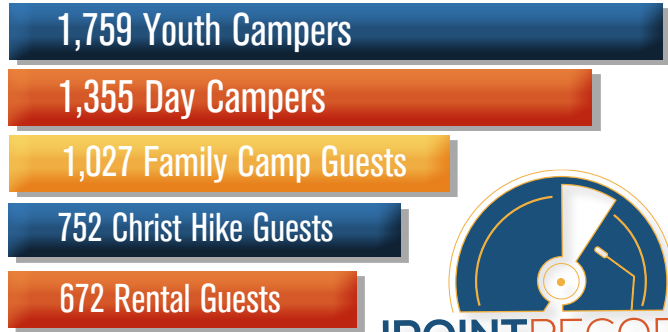 1,759 Youth Campers
1,355 Day Campers
1,027 Family Camp Guests
752 Christ Hike Guests
672 Rental Guests